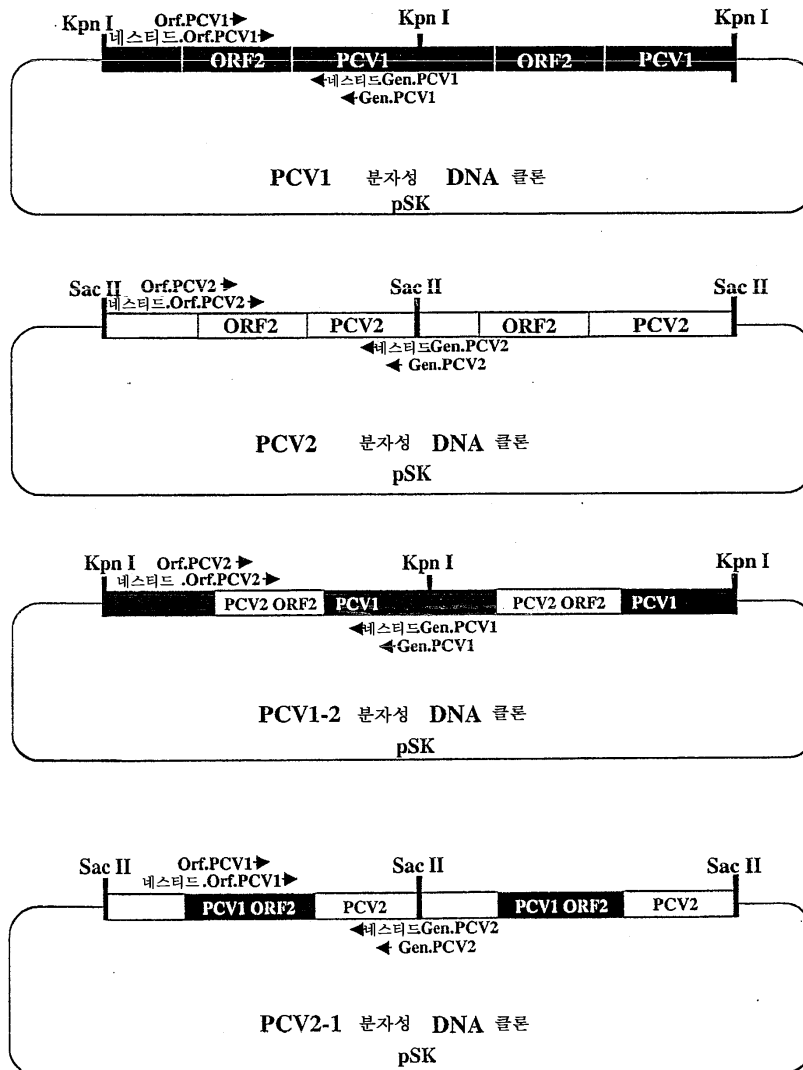 Orf.PCV1
Kpn I Kpn I Kpn I
네스티드.Orf.PCV1
ORF2 PCV1 ORF2 PCV1
네스티드Gen.PCV1
Gen.PCV1
PCV1 분자성 DNA 클론
pSK
Orf.PCV2
Sac II Sac II Sac II
네스티드.Orf.PCV2
ORF2 PCV2 ORF2 PCV2
네스티드Gen.PCV2
Gen.PCV2
PCV2 분자성 DNA 클론
pSK
Kpn I Orf.PCV2 Kpn I Kpn I
네스티드 .Orf.PCV2
PCV2 ORF2 PCV1 PCV2 ORF2 PCV1
네스티드Gen.PCV1
Gen.PCV1
PCV1-2 분자성 DNA 클론
pSK
Sac II Orf.PCV1 Sac II Sac II
네스티드.Orf.PCV1
PCV1 ORF2 PCV2 PCV1 ORF2 PCV2
네스티드Gen.PCV2
Gen.PCV2
PCV2-1 분자성 DNA 클론
pSK